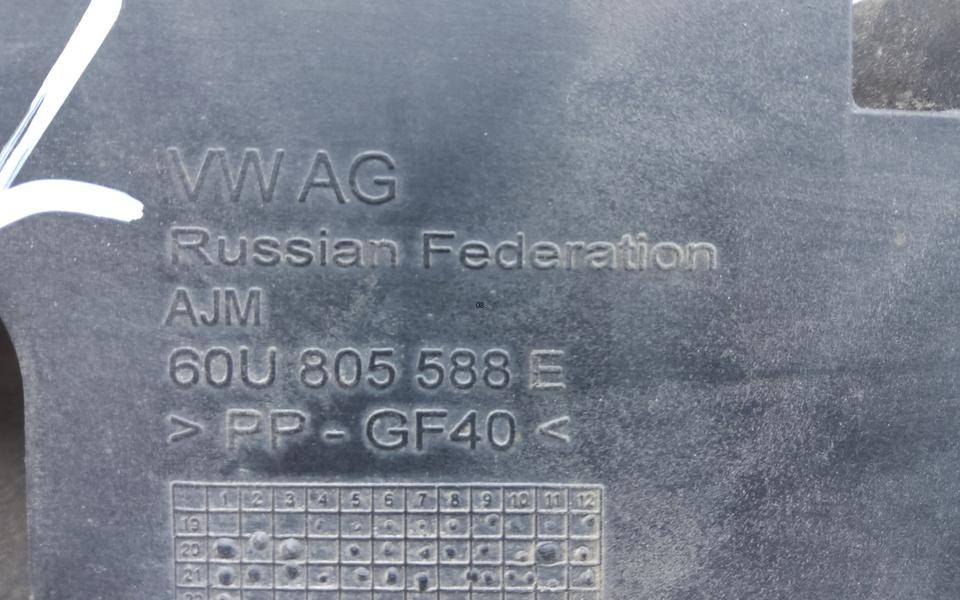 VW AG
Russian Federation
AJM
08
60U 805 588 E
> PP - GF40 <
1 2 3 4 5 6 7 8 9 10 11 12
19
20
21